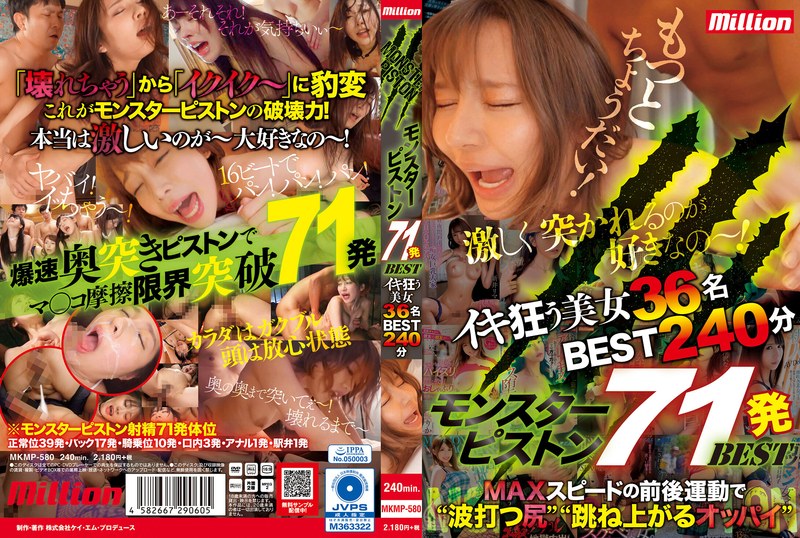 あーそれそれ!
それが気持ちいい〜
「壊れちゃう」から「イクイク〜」に豹変
これがモンスターピストンの破壊力!
本当は激しいのが〜大好きなの〜!
ヤバイ!
イッちゃう〜!
16ビートで
パン!パン!パン!
爆速奥突きピストンで
マ◯コ摩擦限界突破71発
カラダはガクブル
頭は放心状態
奥の奥まで突いてぇ〜!
壊れるまで〜
※モンスターピストン射精71発体位
正常位39発・バック17発・騎乗位10発・口内3発・アナル1発・駅弁1発
MKMP-580 240min. 2,180円+税
Million
制作・著作 株式会社ケイ・エム・プロデュース
4582667290605
IPPA
No.050003
JVPS
成人指定
M363322
モンスターピストン
71発
BEST
イキ狂う
美女
36名
BEST
240分
240min.
MKMP-580
2,180円+税
Million
もっと
ちょうだい!
激しく突かれるのが
好きなの〜!
イキ狂う美女36名
BEST240分
モンスター
ピストン
71発
BEST
MAXスピードの前後運動で
“波打つ尻”“跳ね上がるオッパイ”